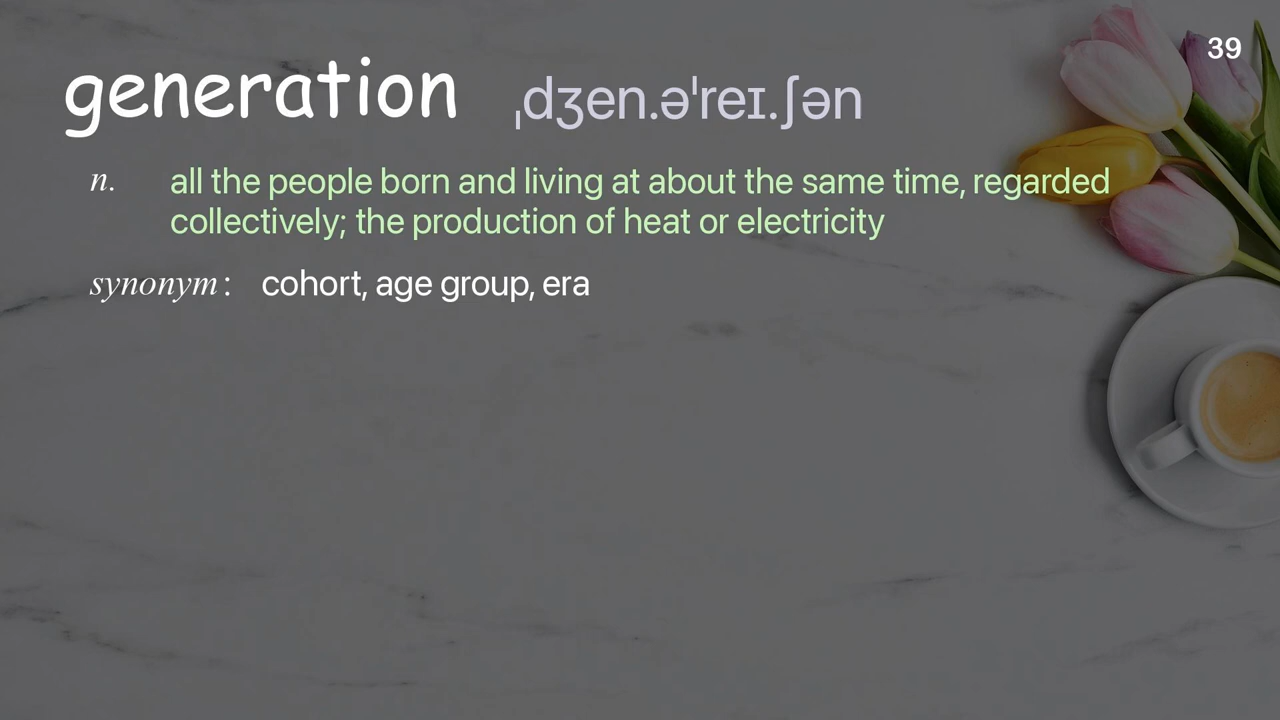 39
generation ˌdʒen.əˈreɪ.ʃən
n. all the people born and living at about the same time, regarded
collectively; the production of heat or electricity
synonym : cohort, age group, era